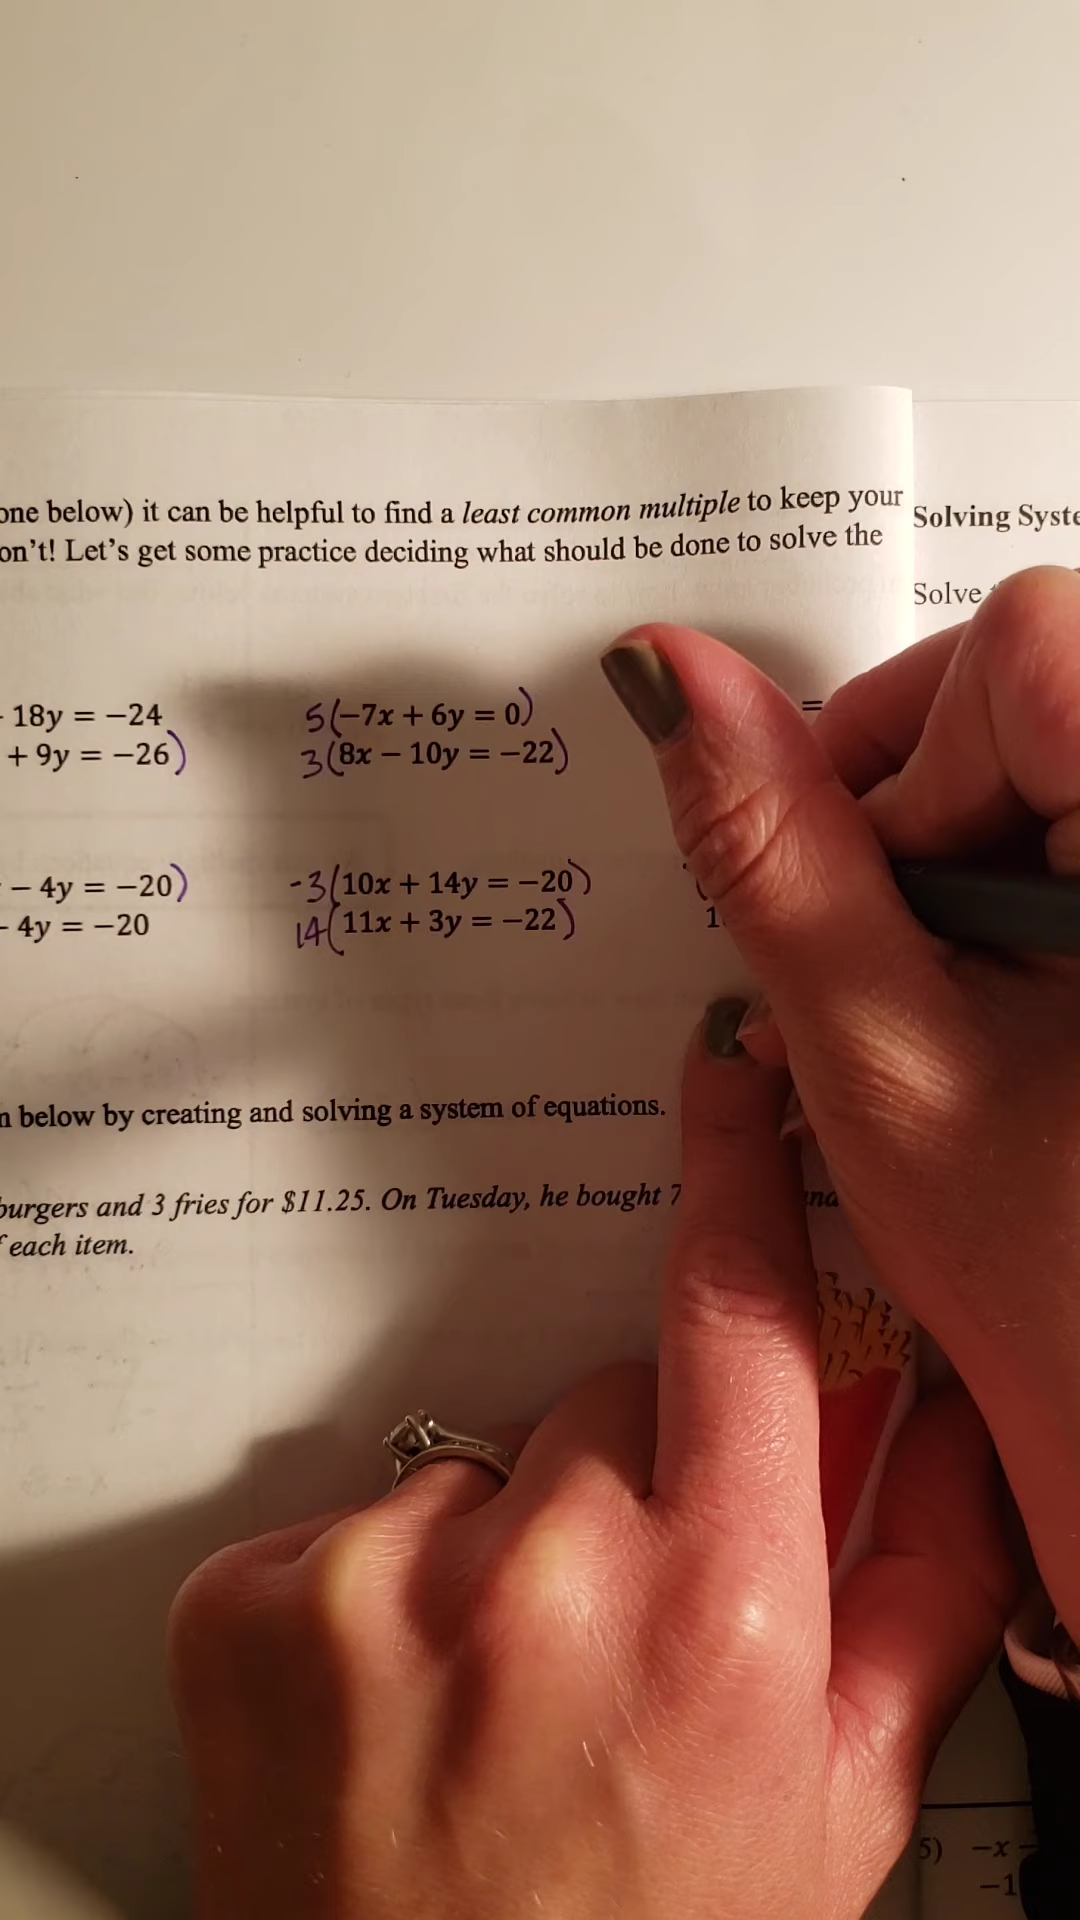 one below) it can be helpful to find a least common multiple to keep your
on't! Let's get some practice deciding what should be done to solve the
Solving Syste
Solve
- 18y = −24
+ 9y = −26)
5(−7x + 6y = 0)
3(8x − 10y = −22)
=
− 4y = −20)
- 4y = −20
-3(10x + 14y = −20)
14(11x + 3y = −22)
(
1
n below by creating and solving a system of equations.
burgers and 3 fries for $11.25. On Tuesday, he bought 7 and
f each item.
5) −x −
−1